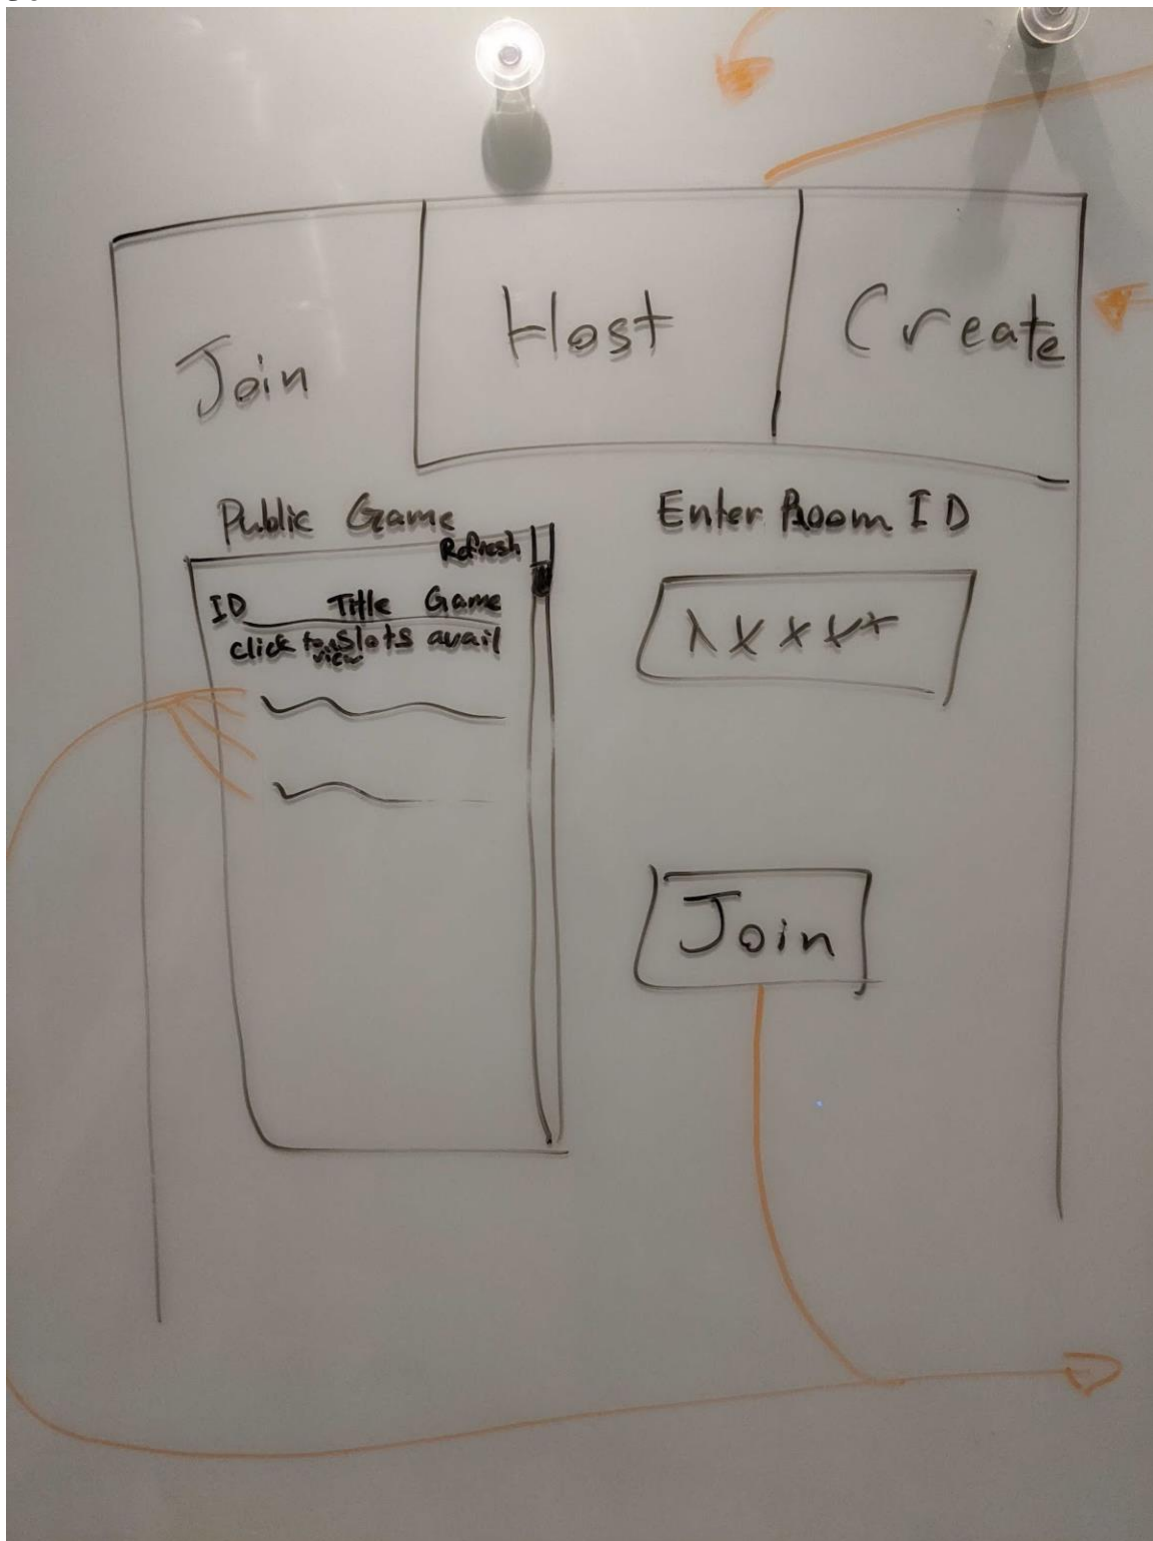 Join
Host
Create
Public Game
Refresh
ID Title Game
click to view slots avail
Enter Room ID
XXXXX
Join